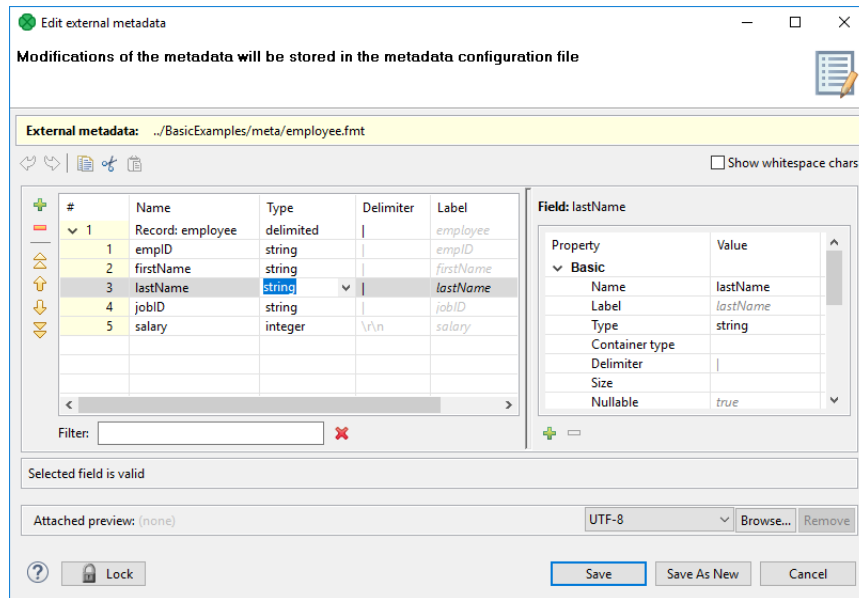 Edit external metadata
Modifications of the metadata will be stored in the metadata configuration file
External metadata: ../BasicExamples/meta/employee.fmt
Show whitespace chars
# Name Type Delimiter Label
1 Record: employee delimited | employee
1 empID string | empID
2 firstName string | firstName
3 lastName string | lastName
4 jobID string | jobID
5 salary integer \r\n salary
Filter:
Field: lastName
Property Value
Basic
Name lastName
Label lastName
Type string
Container type
Delimiter |
Size
Nullable true
Selected field is valid
Attached preview: (none) UTF-8 Browse... Remove
? Lock Save Save As New Cancel